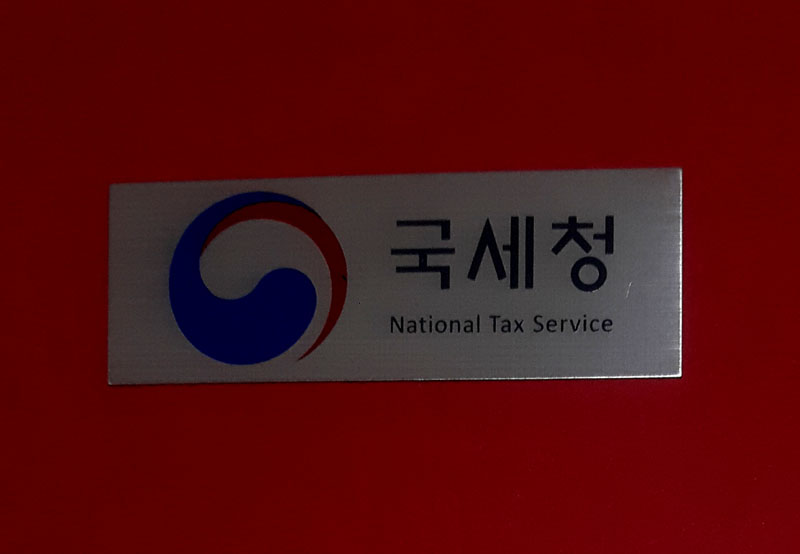 국세청
National Tax Service